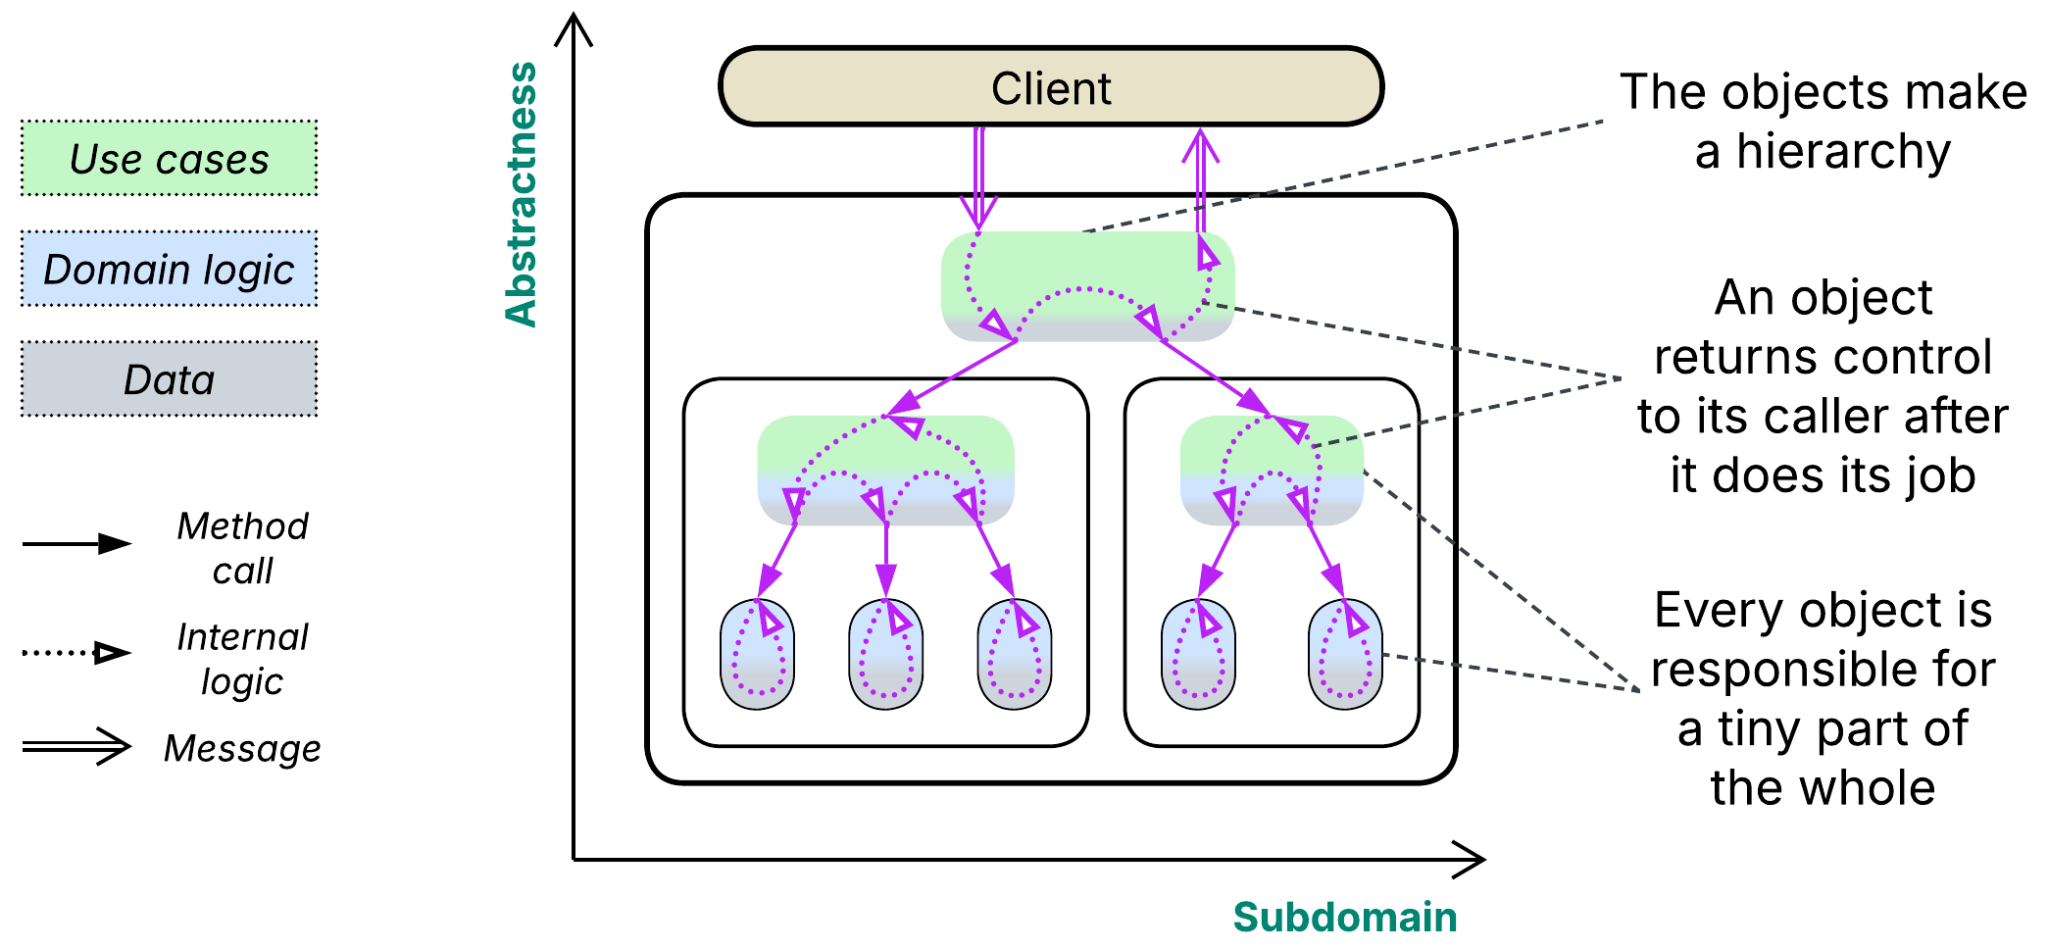 Use cases
Domain logic
Data
Method
call
Internal
logic
Message
Abstractness
Client
Subdomain
The objects make
a hierarchy
An object
returns control
to its caller after
it does its job
Every object is
responsible for
a tiny part of
the whole